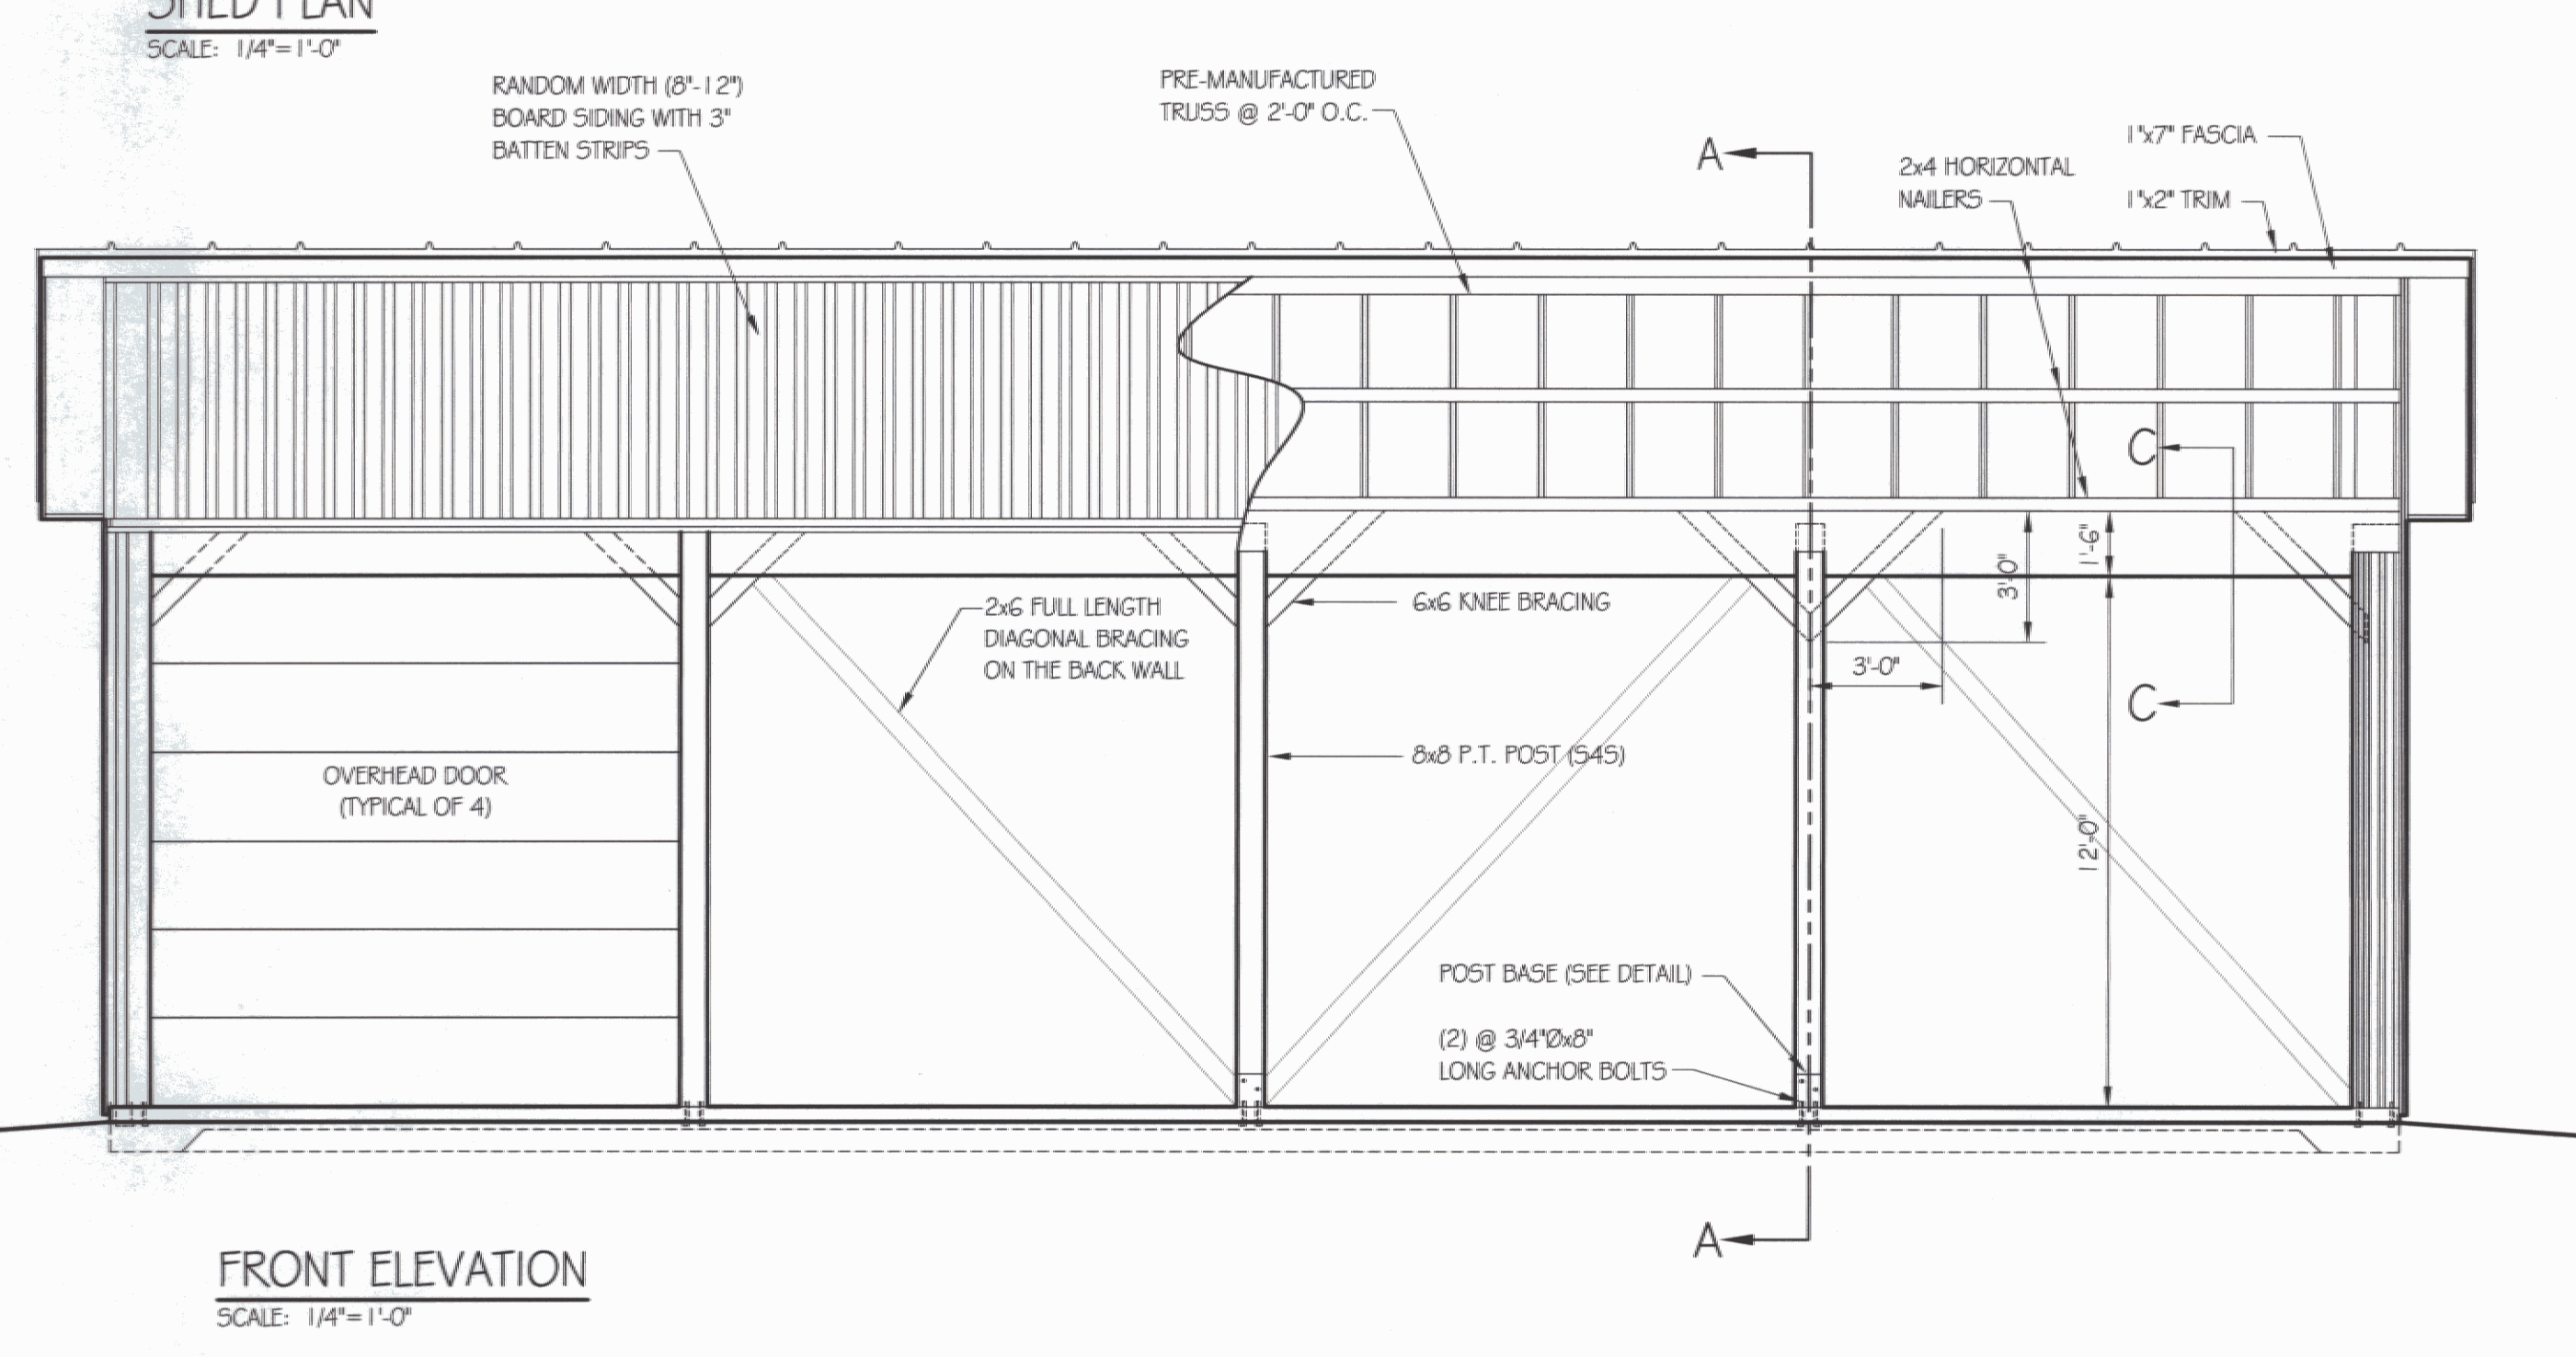 SHED PLAN
SCALE: 1/4"=1'-0"
RANDOM WIDTH (8"-12")
BOARD SIDING WITH 3"
BATTEN STRIPS
PRE-MANUFACTURED
TRUSS @ 2'-0" O.C.
A
2x4 HORIZONTAL
NAILERS
1"x7" FASCIA
1"x2" TRIM
C
1'-6"
3'-0"
2x6 FULL LENGTH
DIAGONAL BRACING
ON THE BACK WALL
6x6 KNEE BRACING
3'-0"
C
8x8 P.T. POST (S4S)
OVERHEAD DOOR
(TYPICAL OF 4)
12'-0"
POST BASE (SEE DETAIL)
(2) @ 3/4"Øx8"
LONG ANCHOR BOLTS
A
FRONT ELEVATION
SCALE: 1/4"=1'-0"